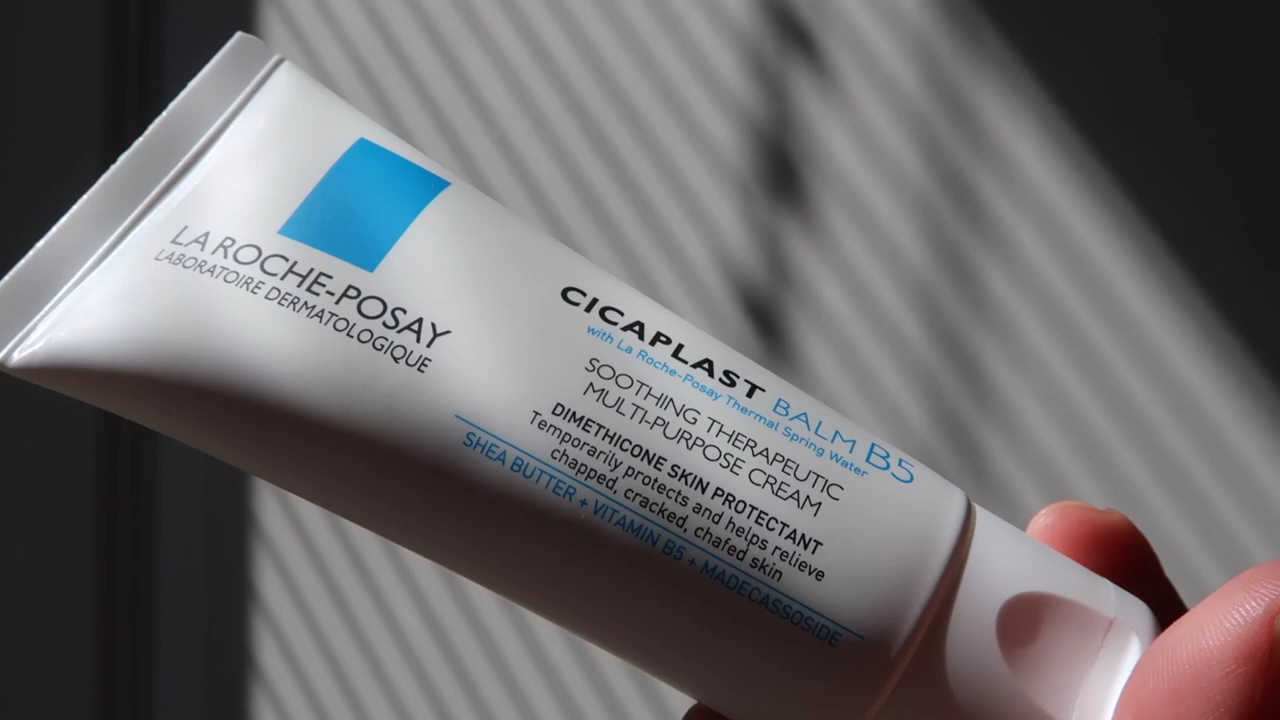 LA ROCHE-POSAY
LABORATOIRE DERMATOLOGIQUE
CICAPLAST BALM B5
with La Roche-Posay Thermal Spring Water
SOOTHING THERAPEUTIC
MULTI-PURPOSE CREAM
DIMETHICONE SKIN PROTECTANT
Temporarily protects and helps relieve
chapped, cracked, chafed skin
SHEA BUTTER + VITAMIN B5 + MADECASSOSIDE